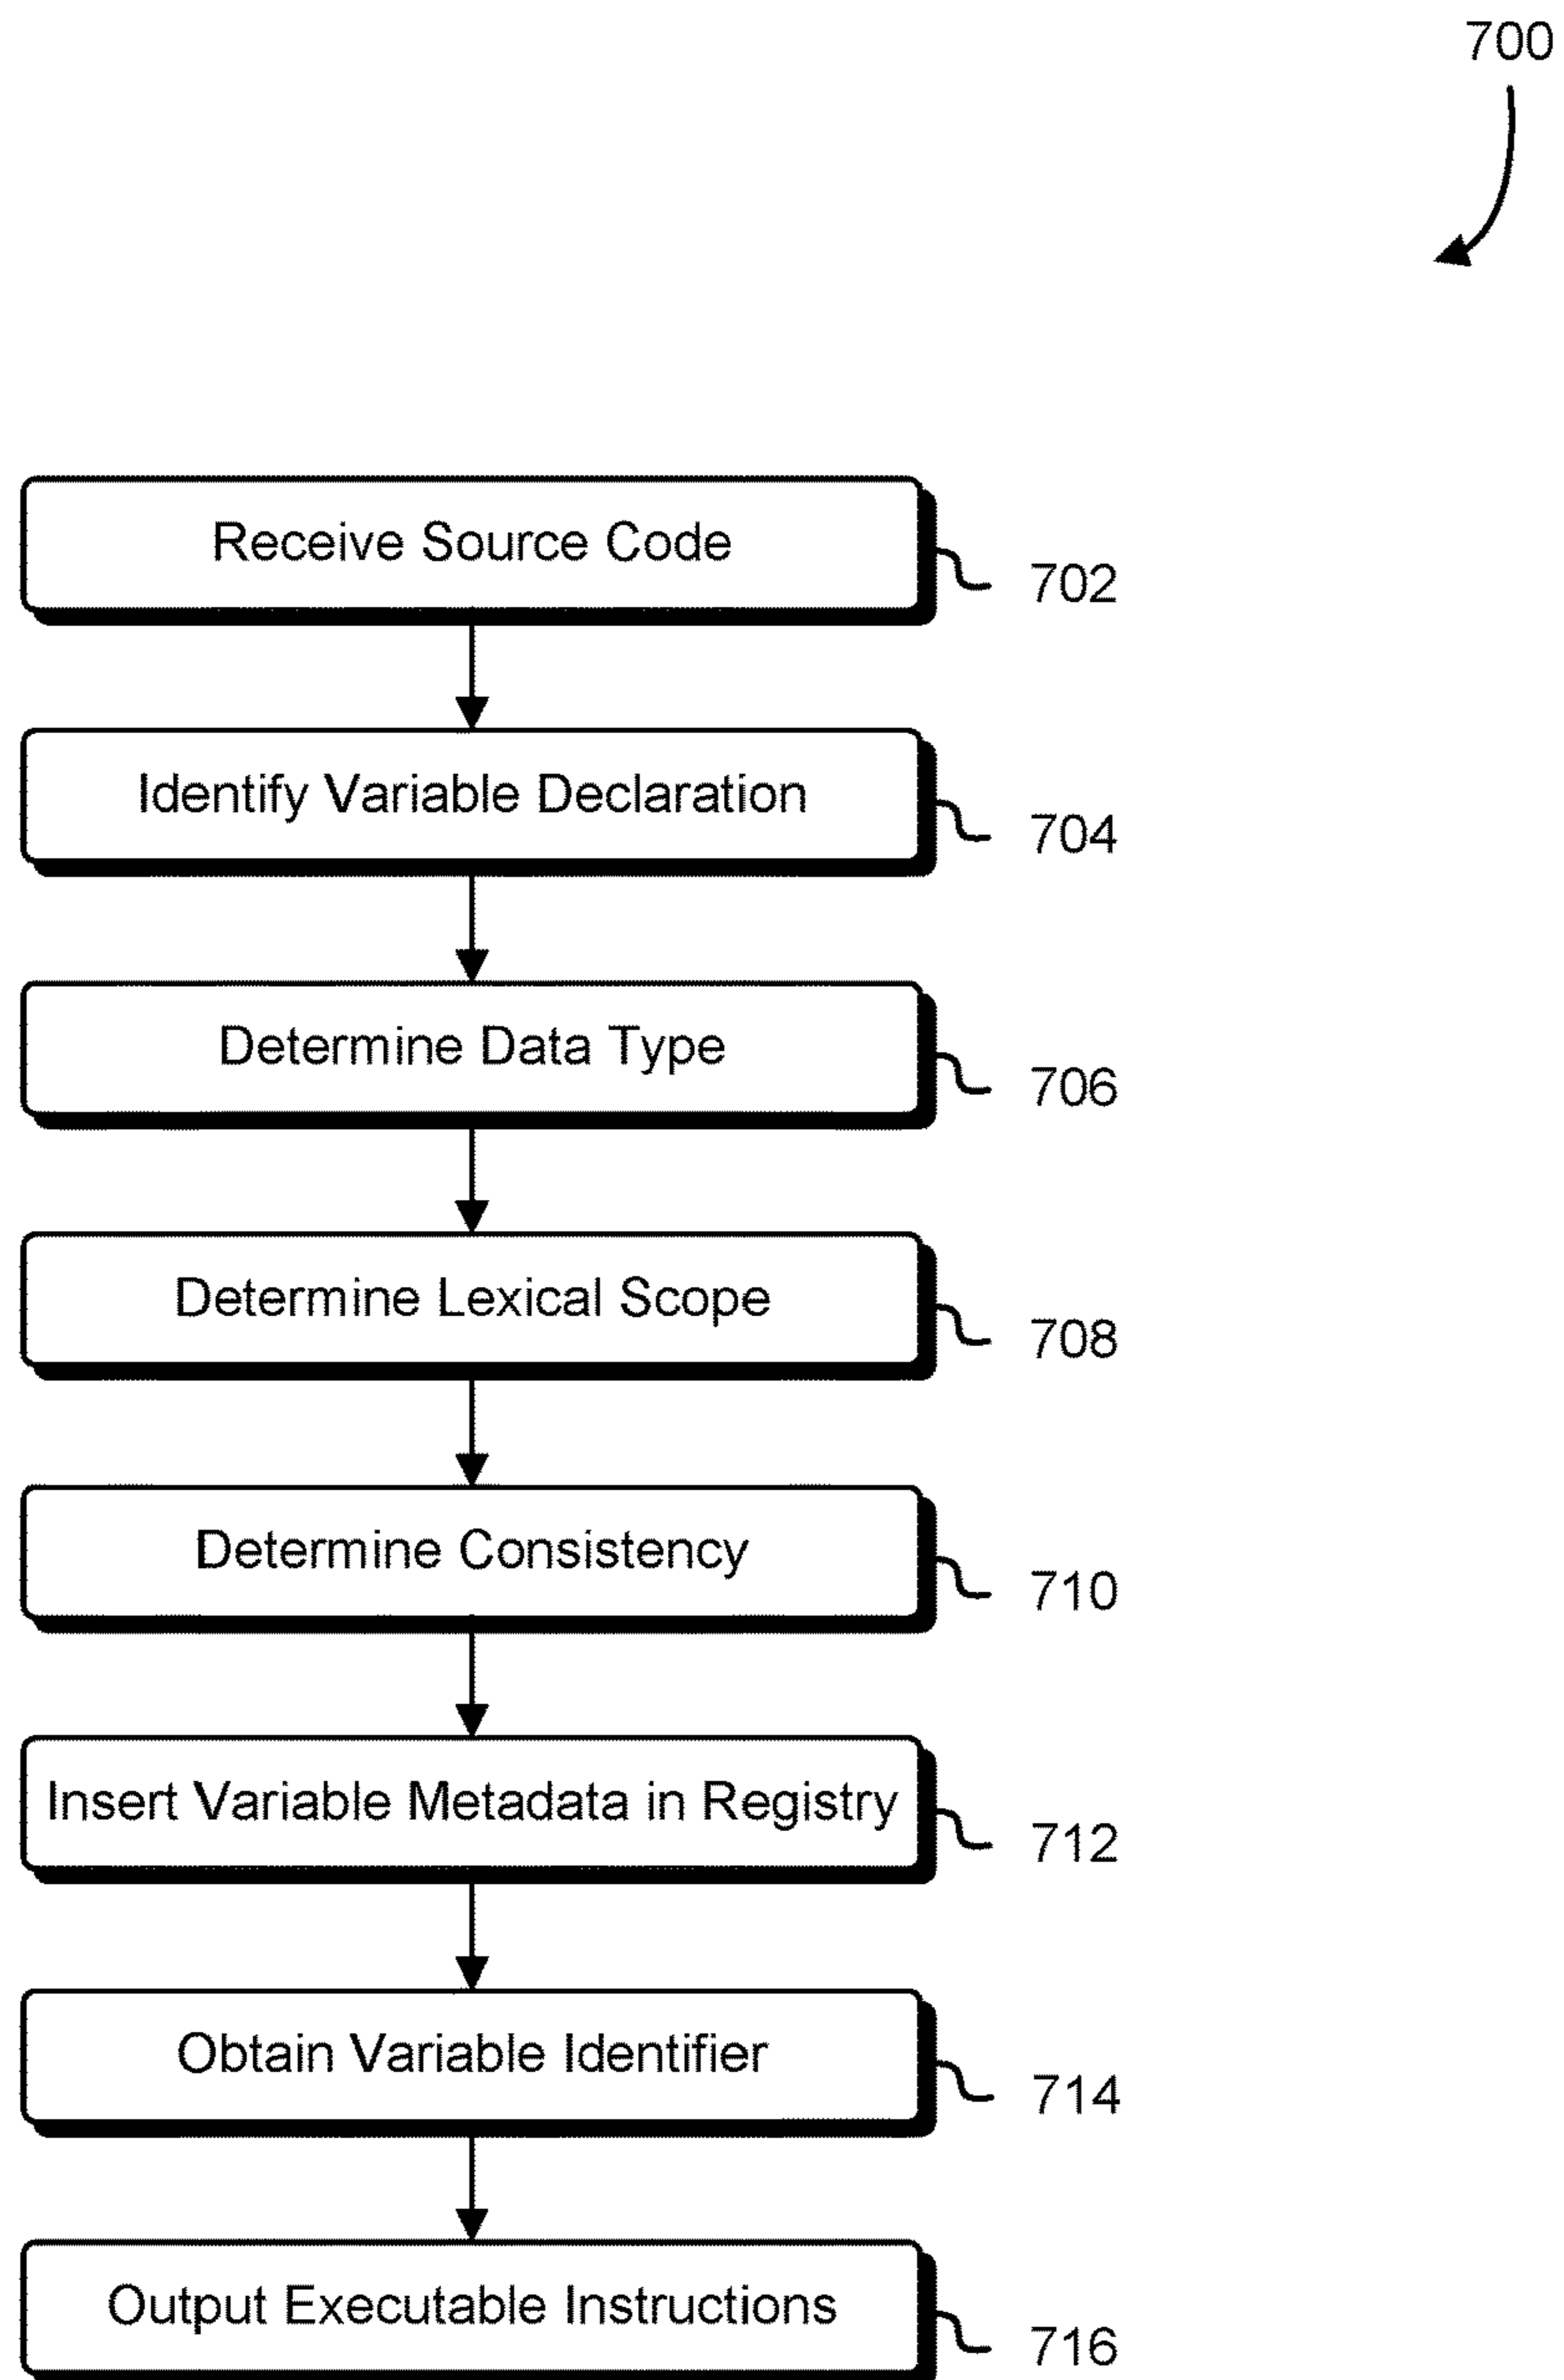 700
Receive Source Code
702
Identify Variable Declaration
704
Determine Data Type
706
Determine Lexical Scope
708
Determine Consistency
710
Insert Variable Metadata in Registry
712
Obtain Variable Identifier
714
Output Executable Instructions
716